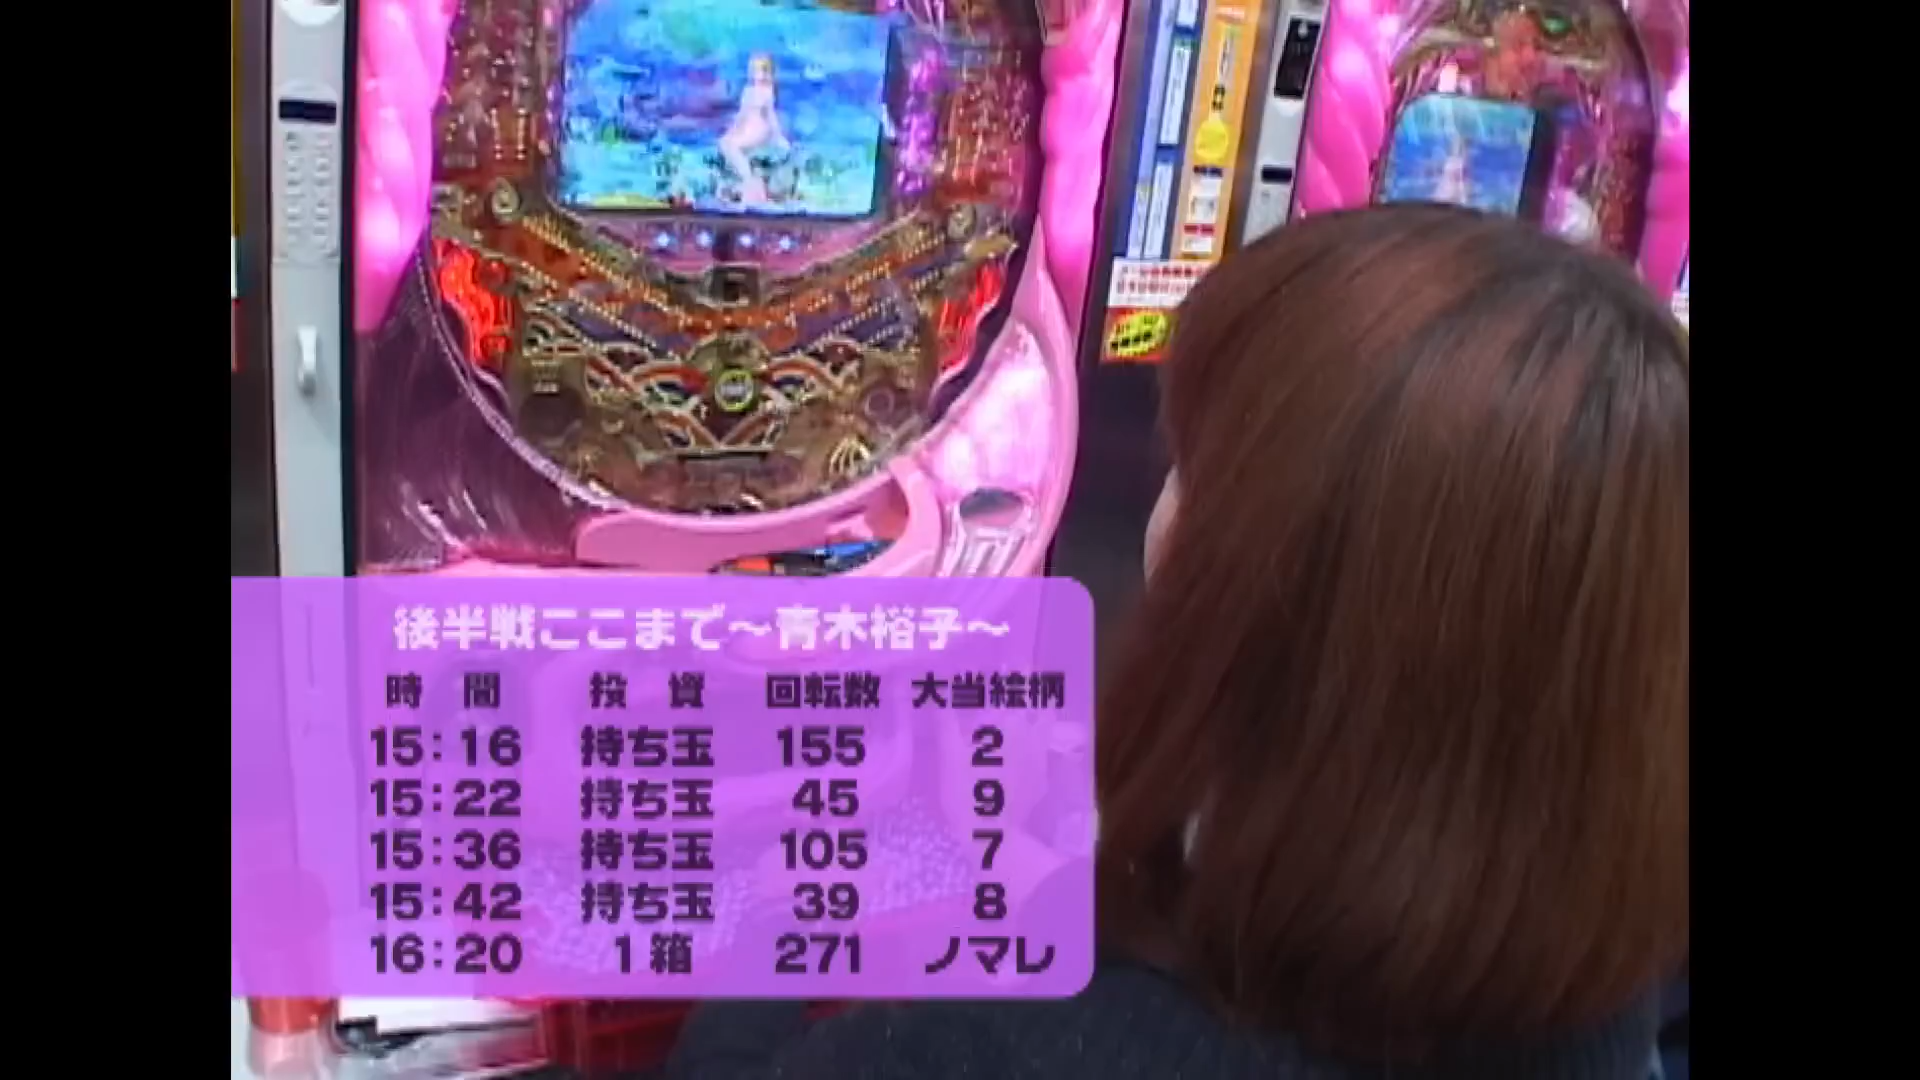 後半戦ここまで～青木裕子～
時間 投資 回転数 大当絵柄
15:16 持ち玉 155 2
15:22 持ち玉 45 9
15:36 持ち玉 105 7
15:42 持ち玉 39 8
16:20 1箱 271 ノマレ